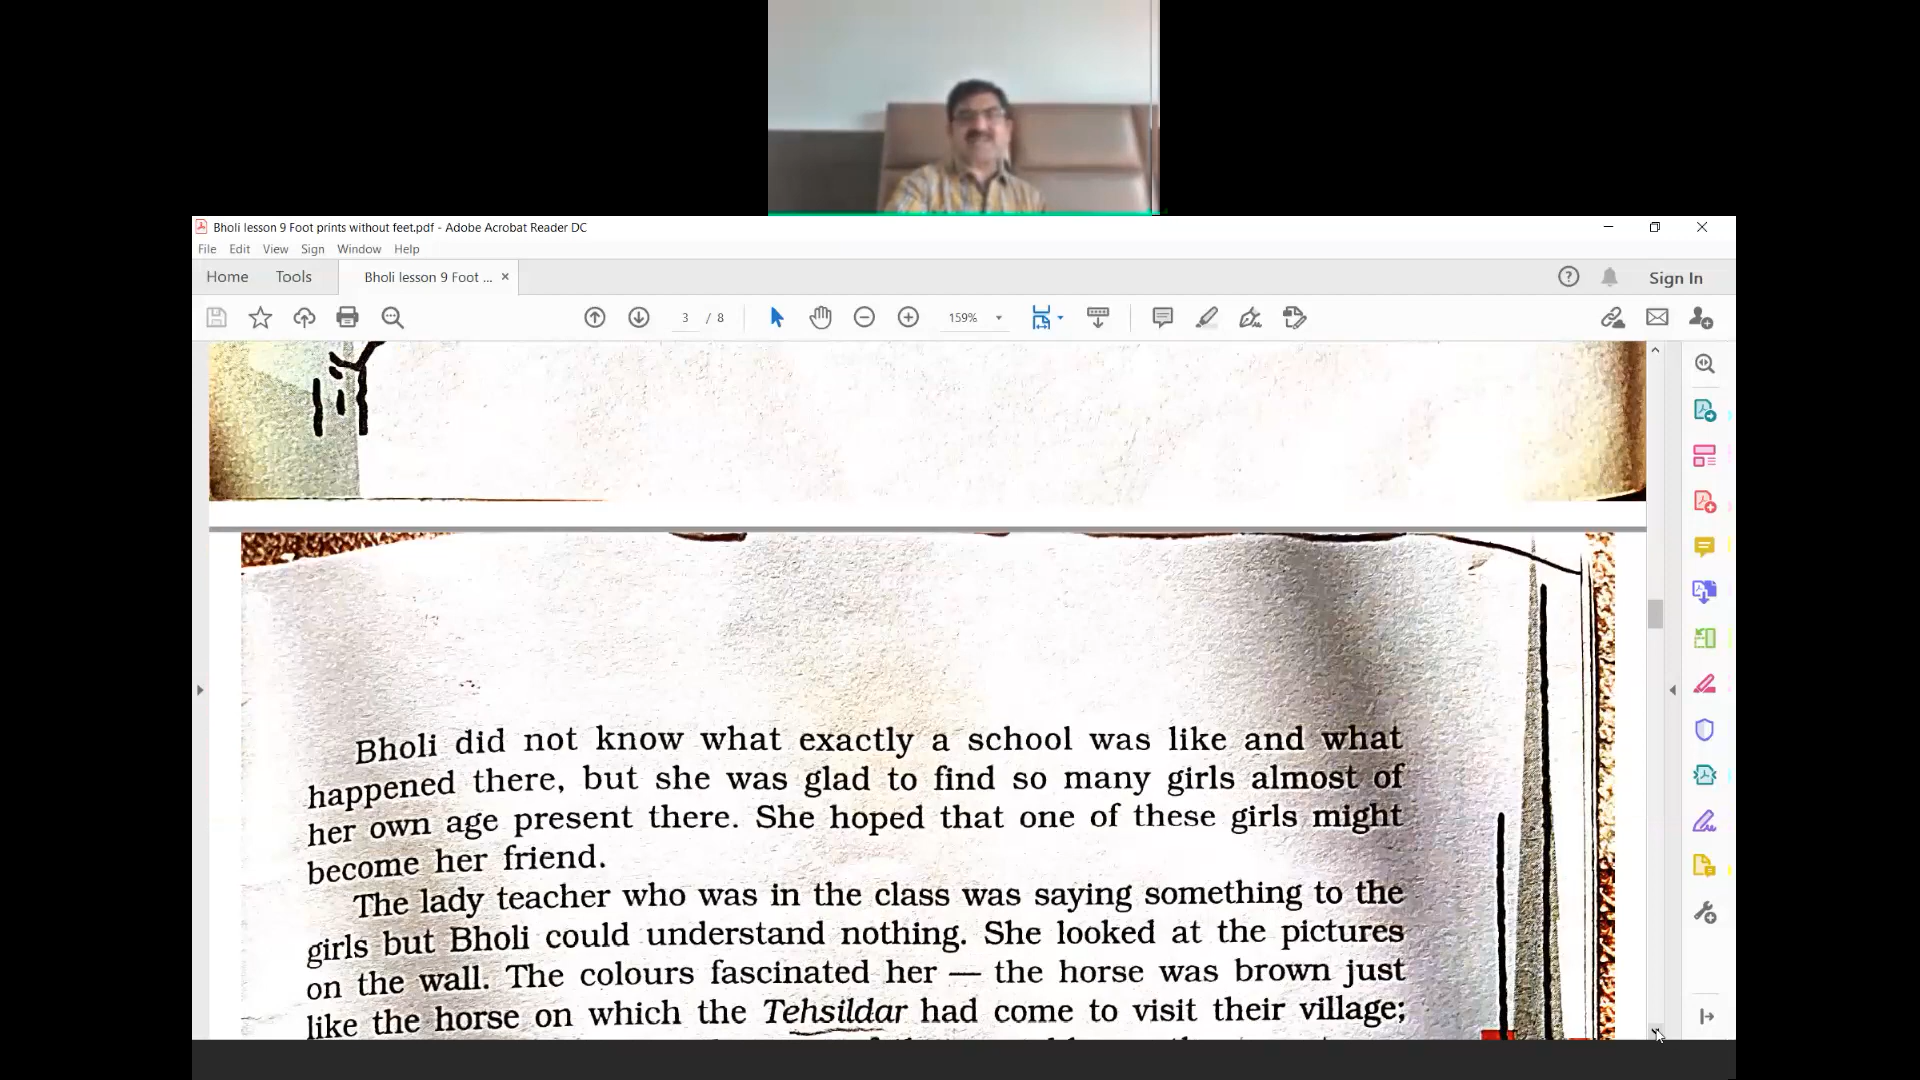 Bholi lesson 9 Foot prints without feet.pdf - Adobe Acrobat Reader DC
File Edit View Sign Window Help
Home Tools Bholi lesson 9 Foot ... × Sign In
3 / 8 159%
Bholi did not know what exactly a school was like and what
happened there, but she was glad to find so many girls almost of
her own age present there. She hoped that one of these girls might
become her friend.
The lady teacher who was in the class was saying something to the
girls but Bholi could understand nothing. She looked at the pictures
on the wall. The colours fascinated her — the horse was brown just
like the horse on which the Tehsildar had come to visit their village;